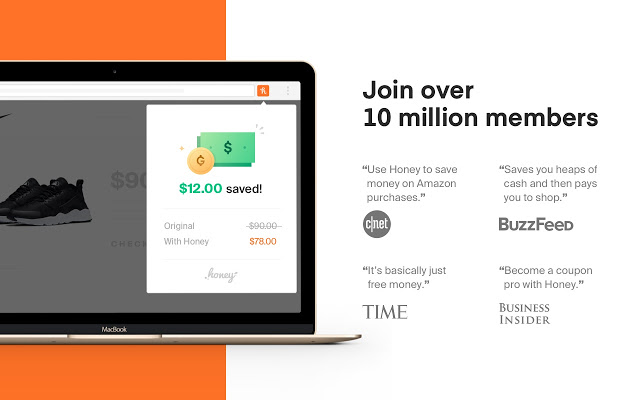 Join over
10 million members
$90
CHECK
$12.00 saved!
Original $90.00
With Honey $78.00
honey
MacBook
“Use Honey to save
money on Amazon
purchases.”
c|net
“Saves you heaps of
cash and then pays
you to shop.”
BUZZFEED
“It's basically just
free money.”
TIME
“Become a coupon
pro with Honey.”
BUSINESS
INSIDER